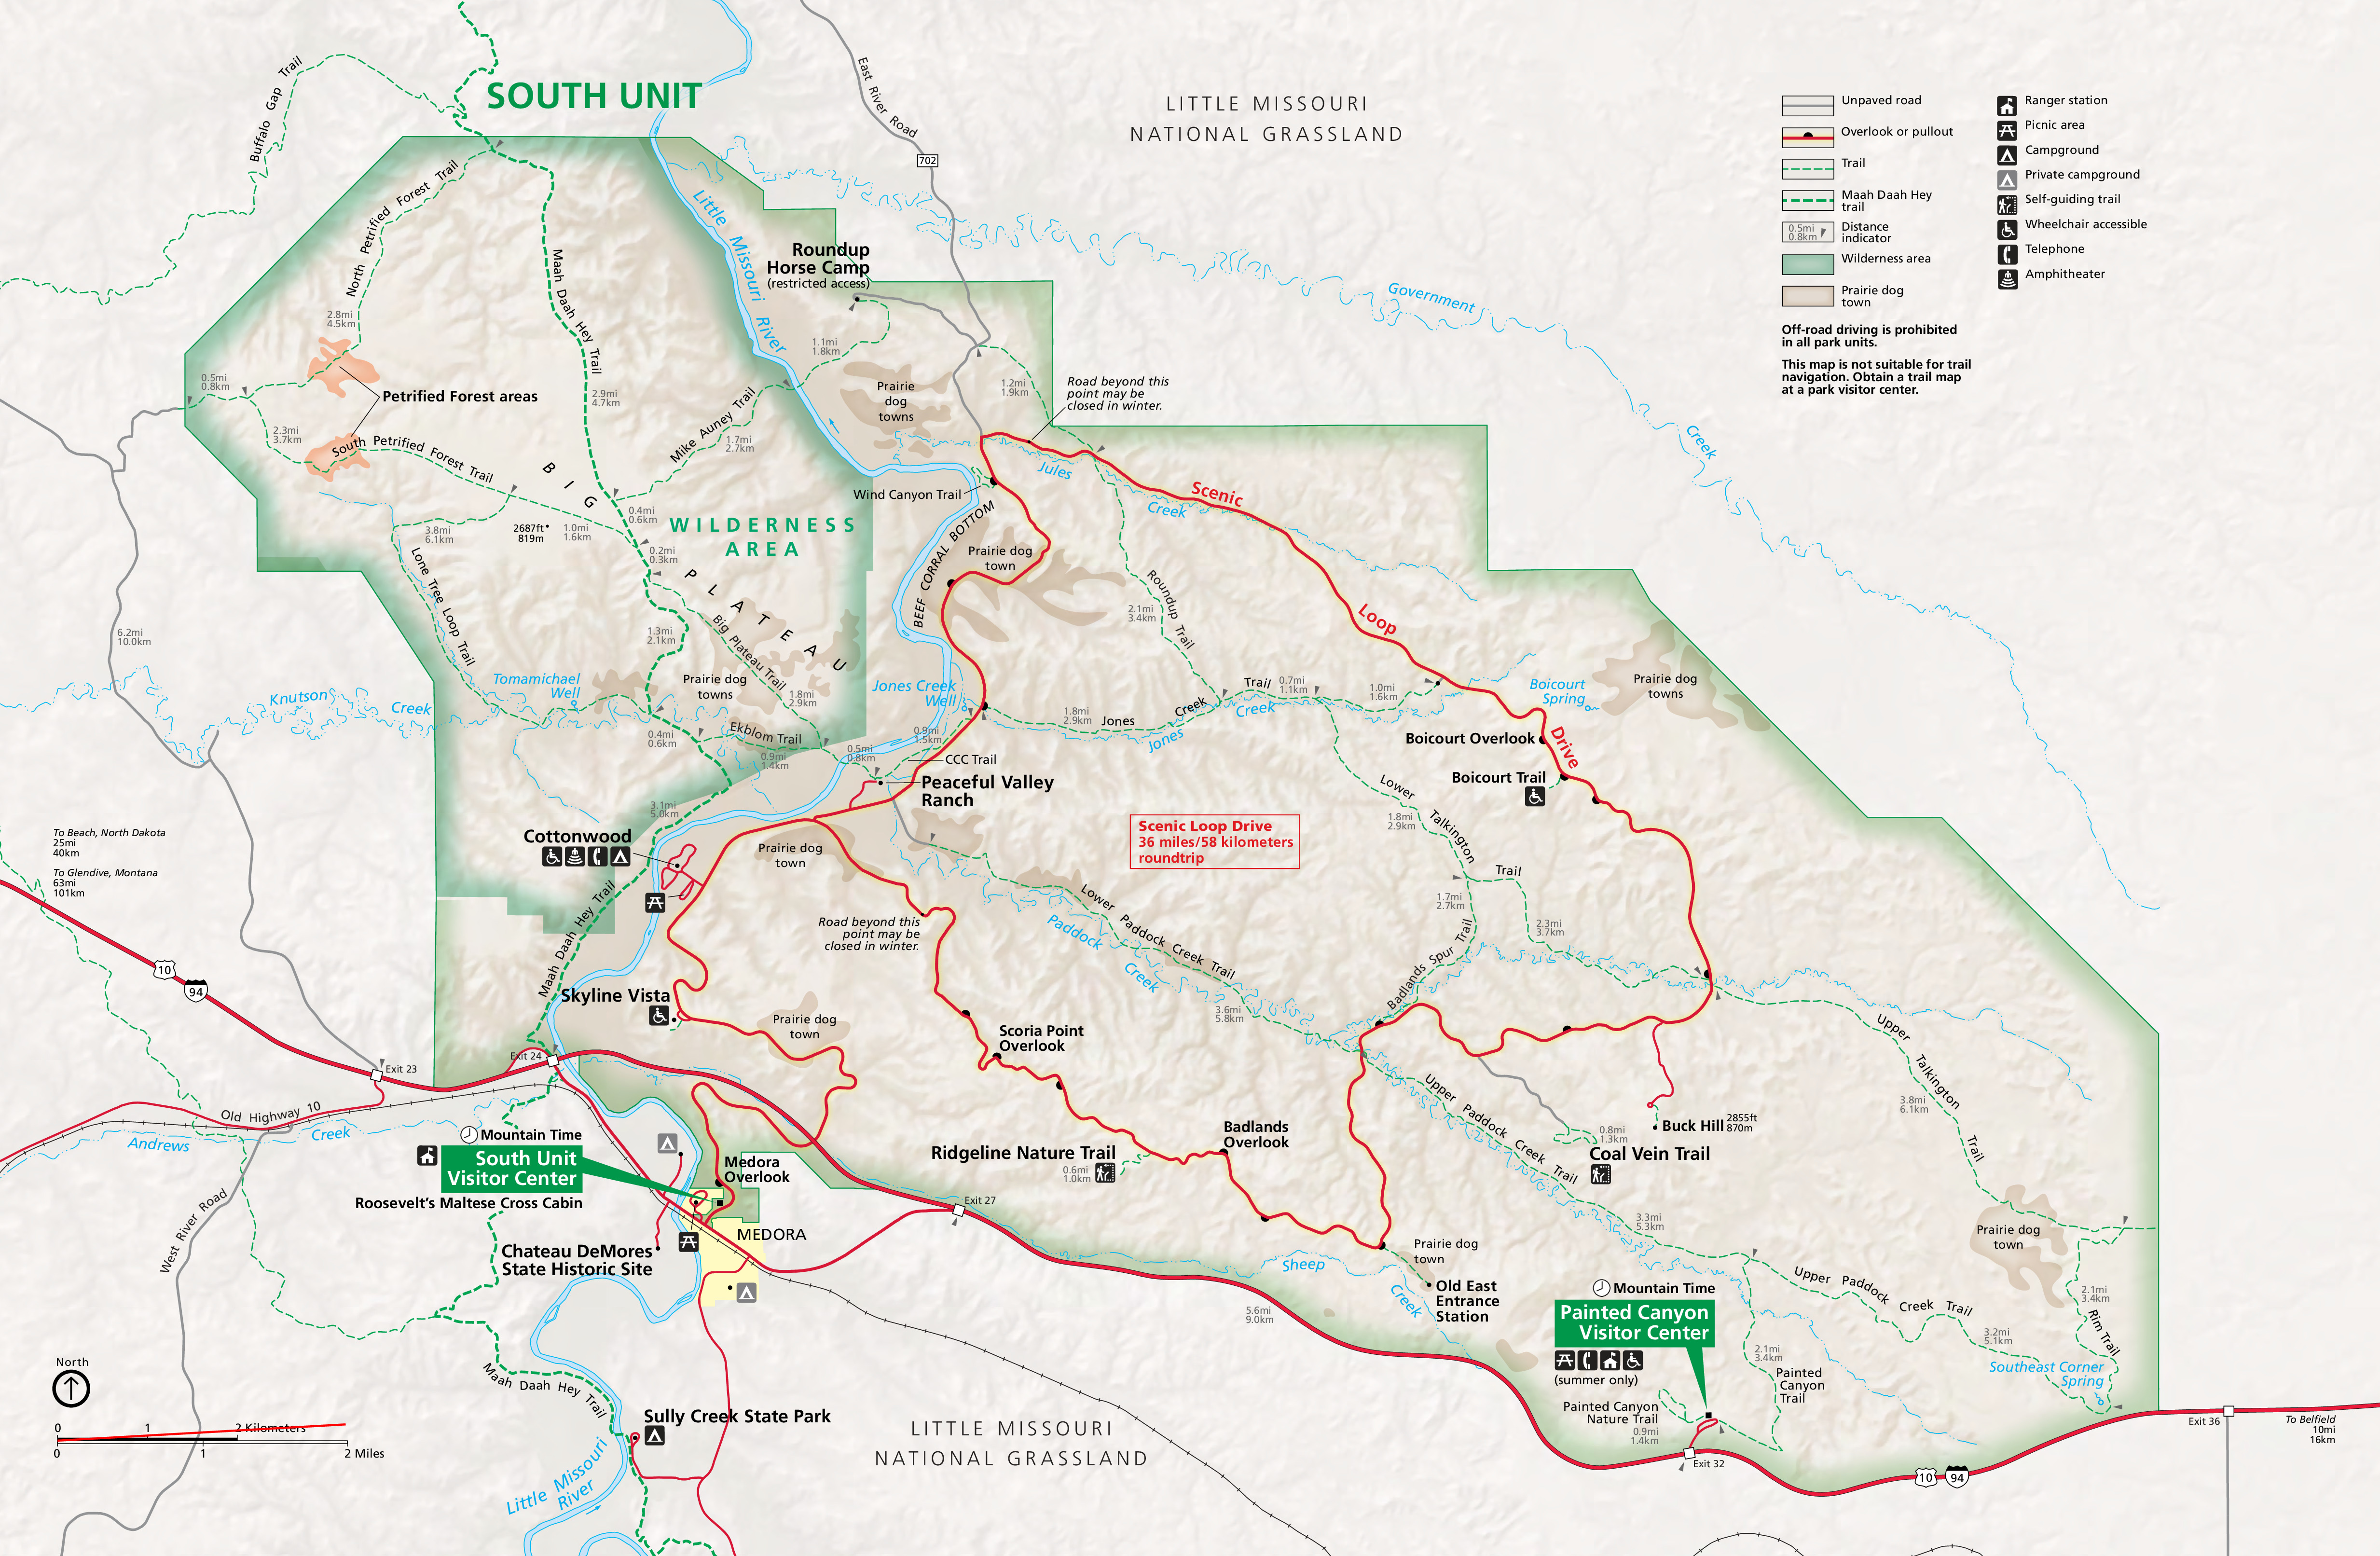 SOUTH UNIT
LITTLE MISSOURI
NATIONAL GRASSLAND
Buffalo Gap Trail
East River Road
702
Unpaved road
Overlook or pullout
Trail
Maah Daah Hey
trail
0.5mi
0.8km
Distance
indicator
Wilderness area
Prairie dog
town
Ranger station
Picnic area
Campground
Private campground
Self-guiding trail
Wheelchair accessible
Telephone
Amphitheater
Off-road driving is prohibited
in all park units.
This map is not suitable for trail
navigation. Obtain a trail map
at a park visitor center.
North Petrified Forest Trail
2.8mi
4.5km
Maah Daah Hey Trail
Little Missouri River
Roundup
Horse Camp
(restricted access)
Government
Creek
1.1mi
1.8km
0.5mi
0.8km
Petrified Forest areas
2.9mi
4.7km
Prairie
dog
towns
1.2mi
1.9km
Road beyond this
point may be
closed in winter.
2.3mi
3.7km
South Petrified Forest Trail
Mike Auney Trail
1.7mi
2.7km
Jules
Creek
Scenic
Loop
Drive
Wind Canyon Trail
BIG
PLATEAU
WILDERNESS
AREA
3.8mi
6.1km
2687ft
819m
1.0mi
1.6km
0.4mi
0.6km
0.2mi
0.3km
BEEF CORRAL BOTTOM
Prairie dog
town
Lone Tree Loop Trail
Big Plateau Trail
Roundup Trail
2.1mi
3.4km
6.2mi
10.0km
1.3mi
2.1km
Prairie dog
towns
1.8mi
2.9km
Tomamichael
Well
Knutson
Creek
Jones Creek
Well
Ekblom Trail
0.4mi
0.6km
0.9mi
1.4km
0.5mi
0.8km
0.9mi
1.5km
CCC Trail
Peaceful Valley
Ranch
1.8mi
2.9km
Jones
Creek
Trail
Jones
Creek
0.7mi
1.1km
1.0mi
1.6km
Boicourt
Spring
Prairie dog
towns
Boicourt Overlook
Boicourt Trail
Scenic Loop Drive
36 miles/58 kilometers
roundtrip
Lower
Talkington
Trail
1.8mi
2.9km
3.1mi
5.0km
Cottonwood
Prairie dog
town
To Beach, North Dakota
25mi
40km
To Glendive, Montana
63mi
101km
Maah Daah Hey Trail
Road beyond this
point may be
closed in winter.
Lower Paddock Creek Trail
Paddock
Creek
1.7mi
2.7km
Badlands Spur Trail
2.3mi
3.7km
10
94
Skyline Vista
Prairie dog
town
Scoria Point
Overlook
3.6mi
5.8km
Upper
Talkington
Trail
3.8mi
6.1km
Exit 23
Exit 24
Old Highway 10
Andrews
Creek
Mountain Time
South Unit
Visitor Center
Roosevelt's Maltese Cross Cabin
Medora
Overlook
Ridgeline Nature Trail
0.6mi
1.0km
Badlands
Overlook
Upper Paddock Creek Trail
Buck Hill
2855ft
870m
0.8mi
1.3km
Coal Vein Trail
West River Road
Chateau DeMores
State Historic Site
MEDORA
Exit 27
Sheep
Creek
Prairie dog
town
Old East
Entrance
Station
5.6mi
9.0km
3.3mi
5.3km
Prairie dog
town
Mountain Time
Painted Canyon
Visitor Center
(summer only)
Upper Paddock
Creek Trail
2.1mi
3.4km
Rim Trail
3.2mi
5.1km
Southeast Corner
Spring
2.1mi
3.4km
Painted
Canyon
Trail
Painted Canyon
Nature Trail
0.9mi
1.4km
Exit 32
10
94
Exit 36
To Belfield
10mi
16km
North
0 1 2 Kilometers
0 1 2 Miles
Maah Daah Hey Trail
Sully Creek State Park
Little Missouri
River
LITTLE MISSOURI
NATIONAL GRASSLAND